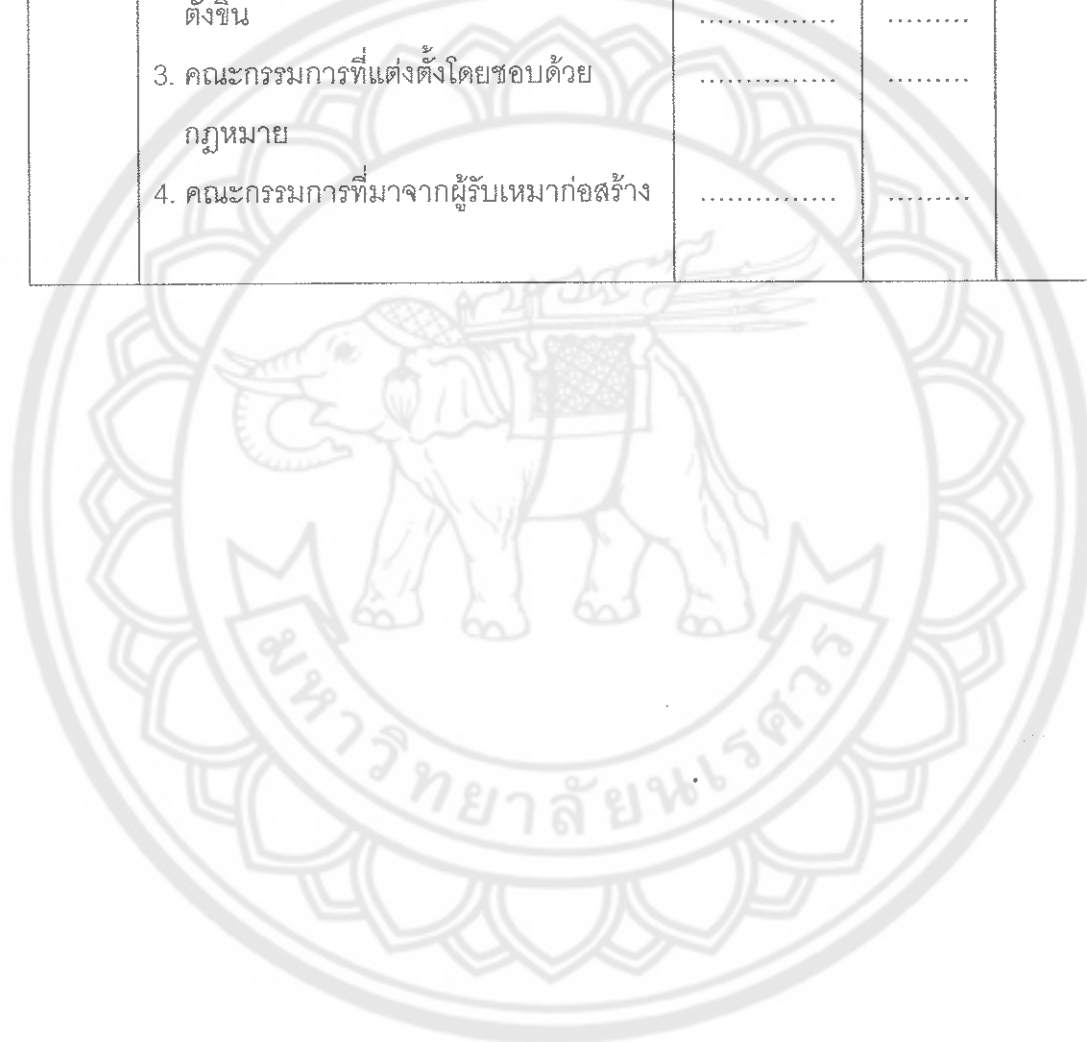 ตั้งขึ้น ............... .........
3. คณะกรรมการที่แต่งตั้งโดยชอบด้วย ............... .........
กฎหมาย
4. คณะกรรมการที่มาจากผู้รับเหมาก่อสร้าง ............... .........
มหาวิทยาลัยนเรศวร